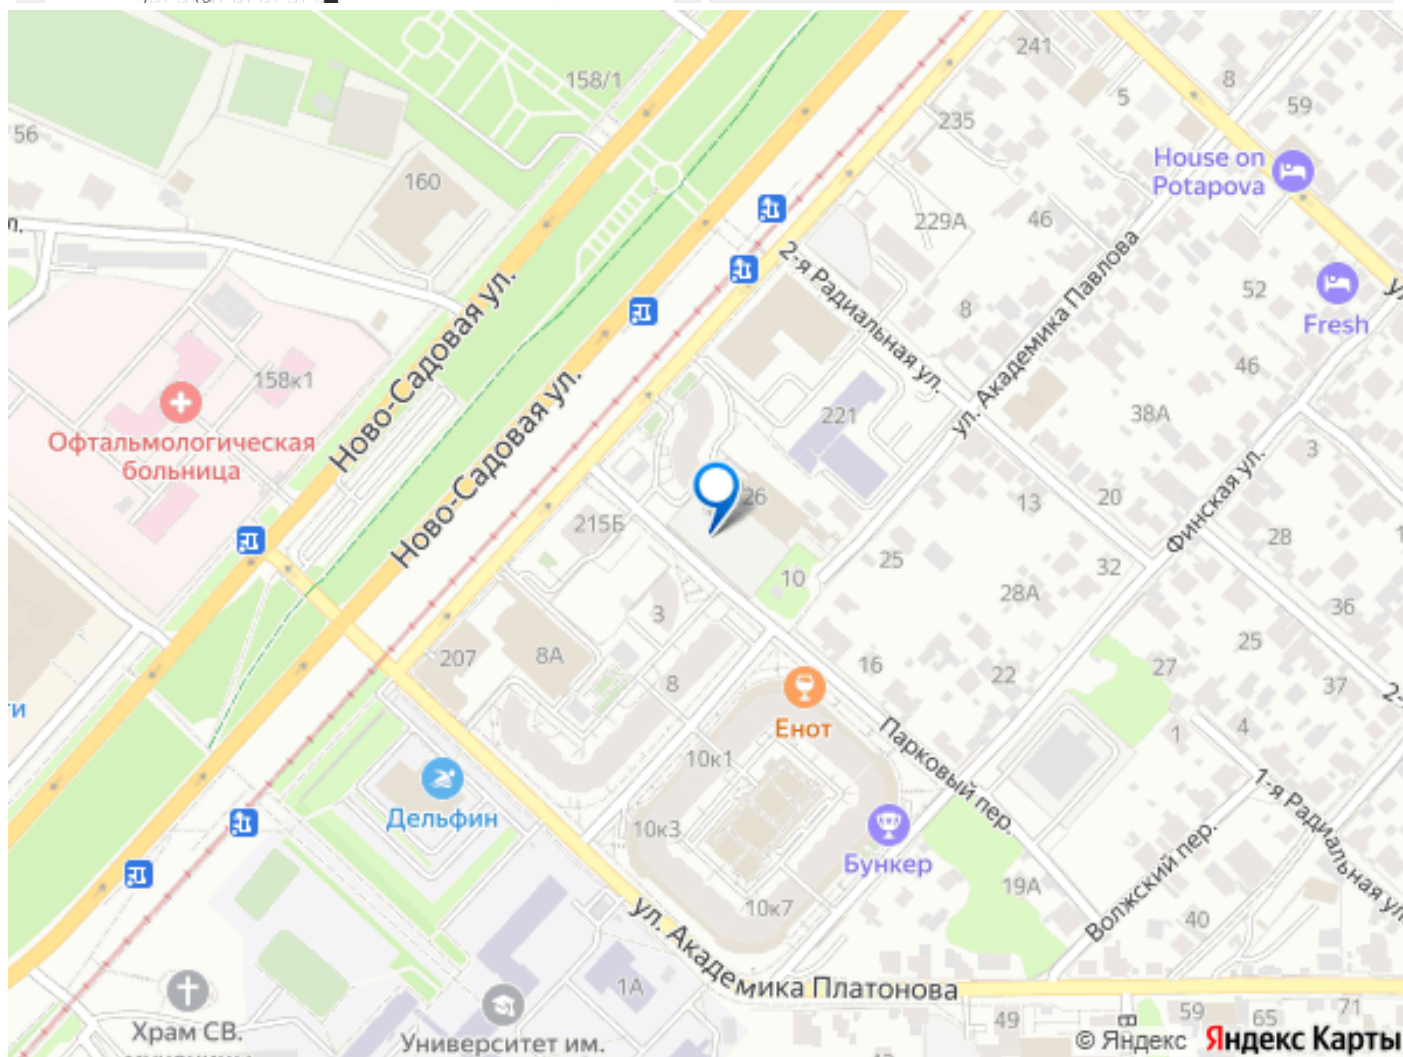 241
8
59
5
158/1
56
235
House on
Potapova
160
229А
46
2-я Радиальная ул.
ул. Академика Павлова
52
8
Fresh
Ново-Садовая ул.
158к1
46
221
38А
Офтальмологическая
больница
Ново-Садовая ул.
3
26
13
20
Финская ул.
215Б
28
25
10
32
28А
3
36
25
207
8А
16
22
27
37
8
Енот
Парковый пер.
1
4
10к1
1-я Радиальная ул.
Дельфин
10к3
Бункер
Волжский пер.
19А
10к7
40
ул. Академика Платонова
1А
Храм СВ.
Университет им.
49
59
65
71
© Яндекс Яндекс Карты